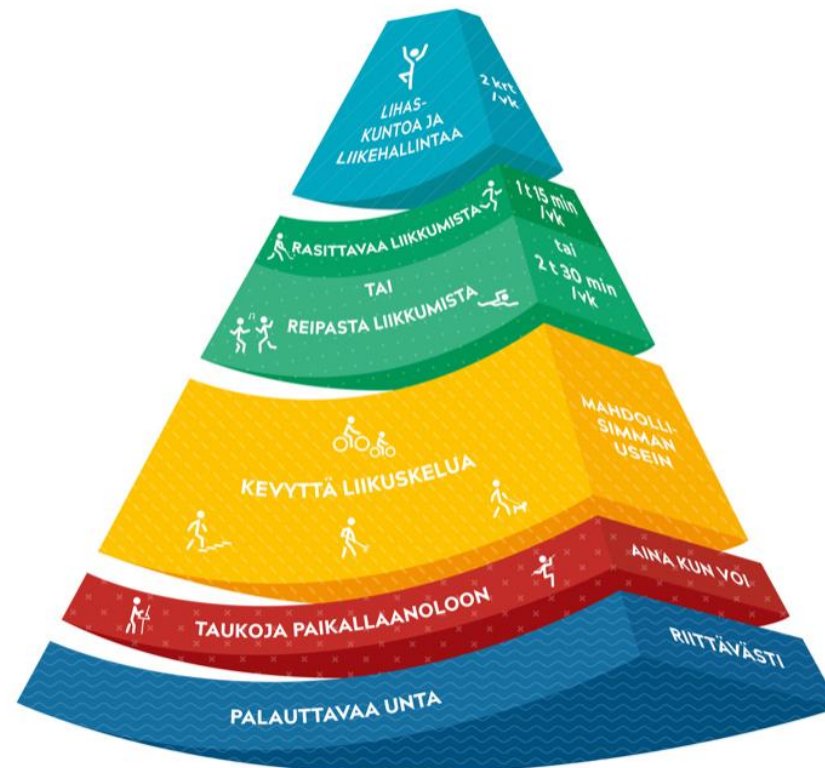 LIHAS-
KUNTOA JA
LIIKEHALLINTAA
2 krt
/vk
RASITTAVAA LIIKKUMISTA
1 t 15 min
/vk
TAI
tai
REIPASTA LIIKKUMISTA
2 t 30 min
/vk
KEVYTTÄ LIIKUSKELUA
MAHDOLLI-
SIMMAN
USEIN
TAUKOJA PAIKALLAANOLOON
AINA KUN VOI
PALAUTTAVAA UNTA
RIITTÄVÄSTI